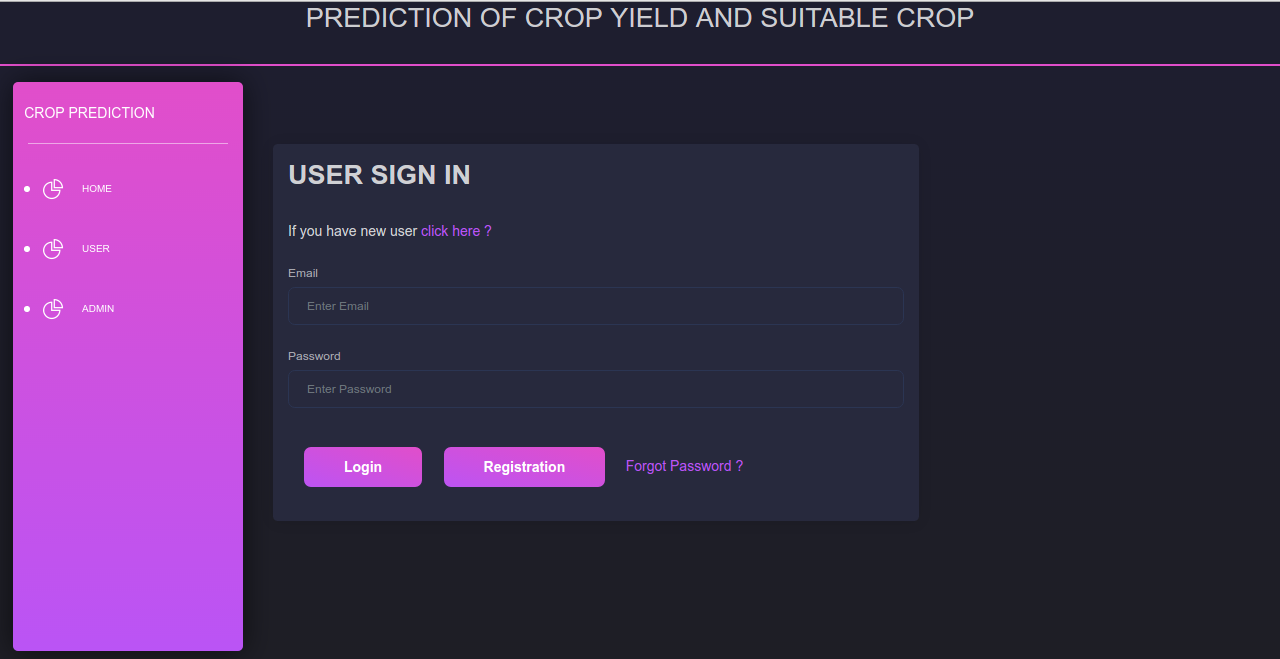 PREDICTION OF CROP YIELD AND SUITABLE CROP
CROP PREDICTION
HOME
USER
ADMIN
USER SIGN IN
If you have new user click here ?
Email
Enter Email
Password
Enter Password
Login Registration Forgot Password ?